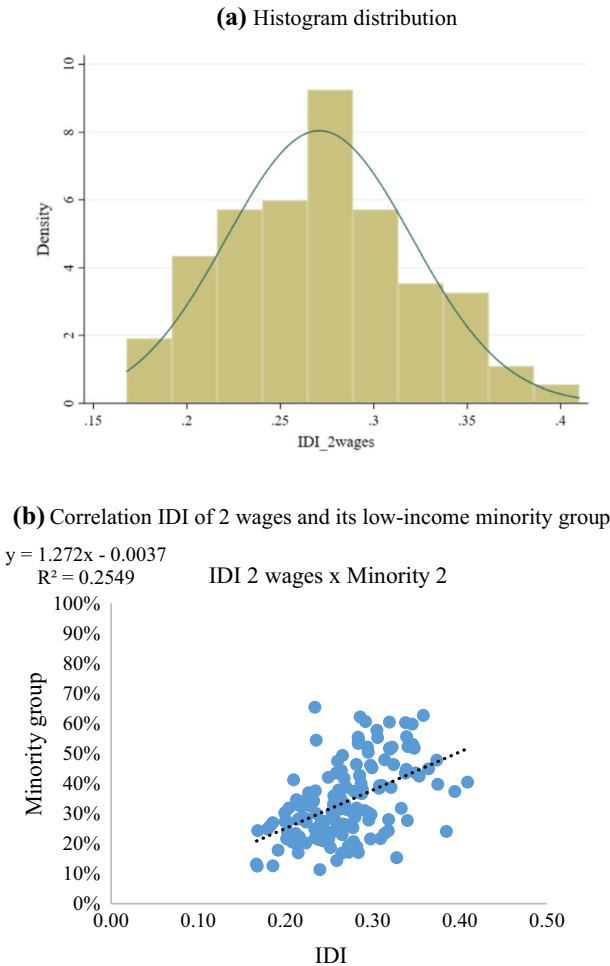 (a) Histogram distribution
10
8
6
4
2
0
Density
.15 .2 .25 .3 .35 .4
IDI_2wages
(b) Correlation IDI of 2 wages and its low-income minority group
y = 1.272x - 0.0037
R² = 0.2549
IDI 2 wages x Minority 2
100%
90%
80%
70%
60%
50%
40%
30%
20%
10%
0%
Minority group
0.00 0.10 0.20 0.30 0.40 0.50
IDI